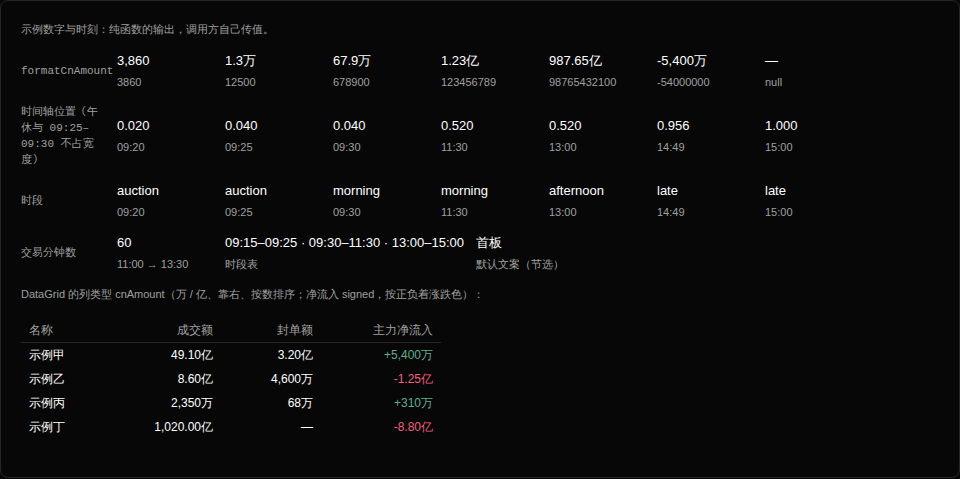 示例数字与时刻：纯函数的输出，调用方自己传值。
formatCnAmount 3,860 1.3万 67.9万 1.23亿 987.65亿 -5,400万 —
3860 12500 678900 123456789 98765432100 -54000000 null
时间轴位置（午
休与 09:25–
09:30 不占宽
度）
0.020 0.040 0.040 0.520 0.520 0.956 1.000
09:20 09:25 09:30 11:30 13:00 14:49 15:00
时段 auction auction morning morning afternoon late late
09:20 09:25 09:30 11:30 13:00 14:49 15:00
交易分钟数 60 09:15–09:25 · 09:30–11:30 · 13:00–15:00 首板
11:00 → 13:30 时段表 默认文案（节选）
DataGrid 的列类型 cnAmount（万 / 亿、靠右、按数排序；净流入 signed，按正负着涨跌色）：
名称 成交额 封单额 主力净流入
示例甲 49.10亿 3.20亿 +5,400万
示例乙 8.60亿 4,600万 -1.25亿
示例丙 2,350万 68万 +310万
示例丁 1,020.00亿 — -8.80亿